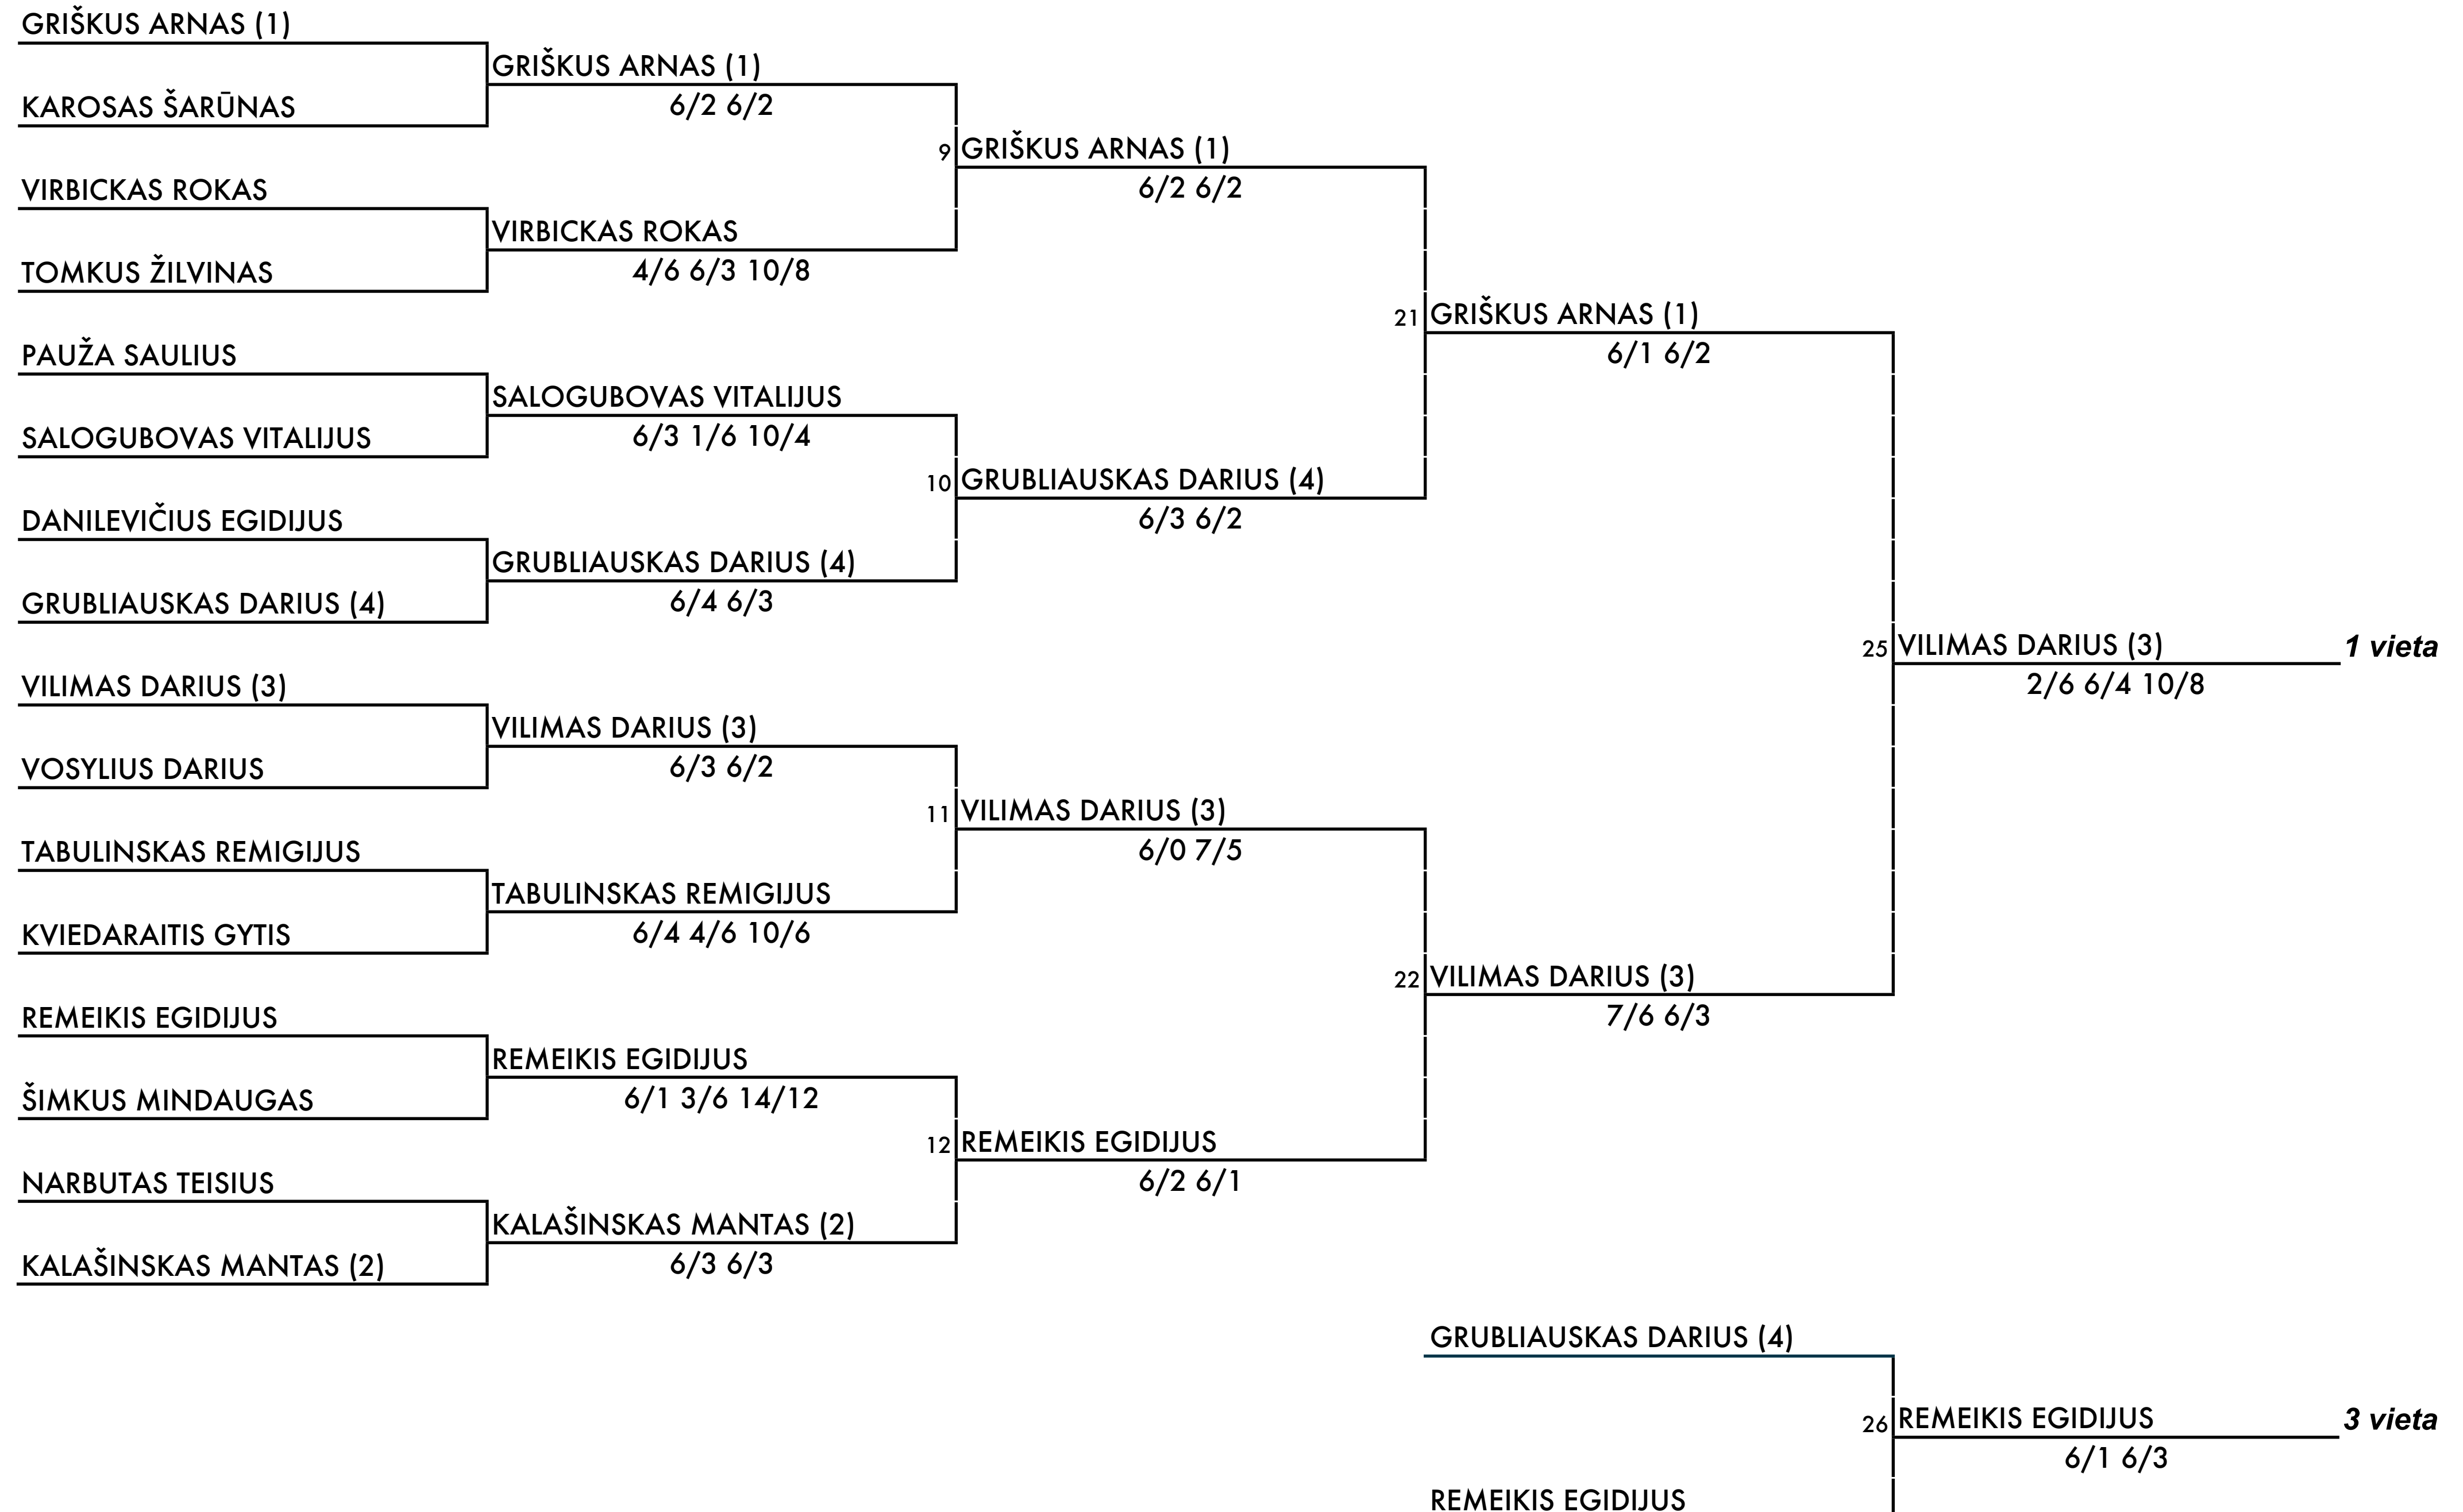 GRIŠKUS ARNAS (1)
GRIŠKUS ARNAS (1)
KAROSAS ŠARŪNAS
6/2 6/2
9 GRIŠKUS ARNAS (1)
VIRBICKAS ROKAS
6/2 6/2
VIRBICKAS ROKAS
TOMKUS ŽILVINAS
4/6 6/3 10/8
21 GRIŠKUS ARNAS (1)
PAUŽA SAULIUS
6/1 6/2
SALOGUBOVAS VITALIJUS
SALOGUBOVAS VITALIJUS
6/3 1/6 10/4
10 GRUBLIAUSKAS DARIUS (4)
DANILEVIČIUS EGIDIJUS
6/3 6/2
GRUBLIAUSKAS DARIUS (4)
GRUBLIAUSKAS DARIUS (4)
6/4 6/3
25 VILIMAS DARIUS (3) 1 vieta
VILIMAS DARIUS (3)
2/6 6/4 10/8
VILIMAS DARIUS (3)
VOSYLIUS DARIUS
6/3 6/2
11 VILIMAS DARIUS (3)
TABULINSKAS REMIGIJUS
6/0 7/5
TABULINSKAS REMIGIJUS
KVIEDARAITIS GYTIS
6/4 4/6 10/6
22 VILIMAS DARIUS (3)
REMEIKIS EGIDIJUS
7/6 6/3
REMEIKIS EGIDIJUS
ŠIMKUS MINDAUGAS
6/1 3/6 14/12
12 REMEIKIS EGIDIJUS
NARBUTAS TEISIUS
6/2 6/1
KALAŠINSKAS MANTAS (2)
KALAŠINSKAS MANTAS (2)
6/3 6/3
GRUBLIAUSKAS DARIUS (4)
26 REMEIKIS EGIDIJUS 3 vieta
6/1 6/3
REMEIKIS EGIDIJUS